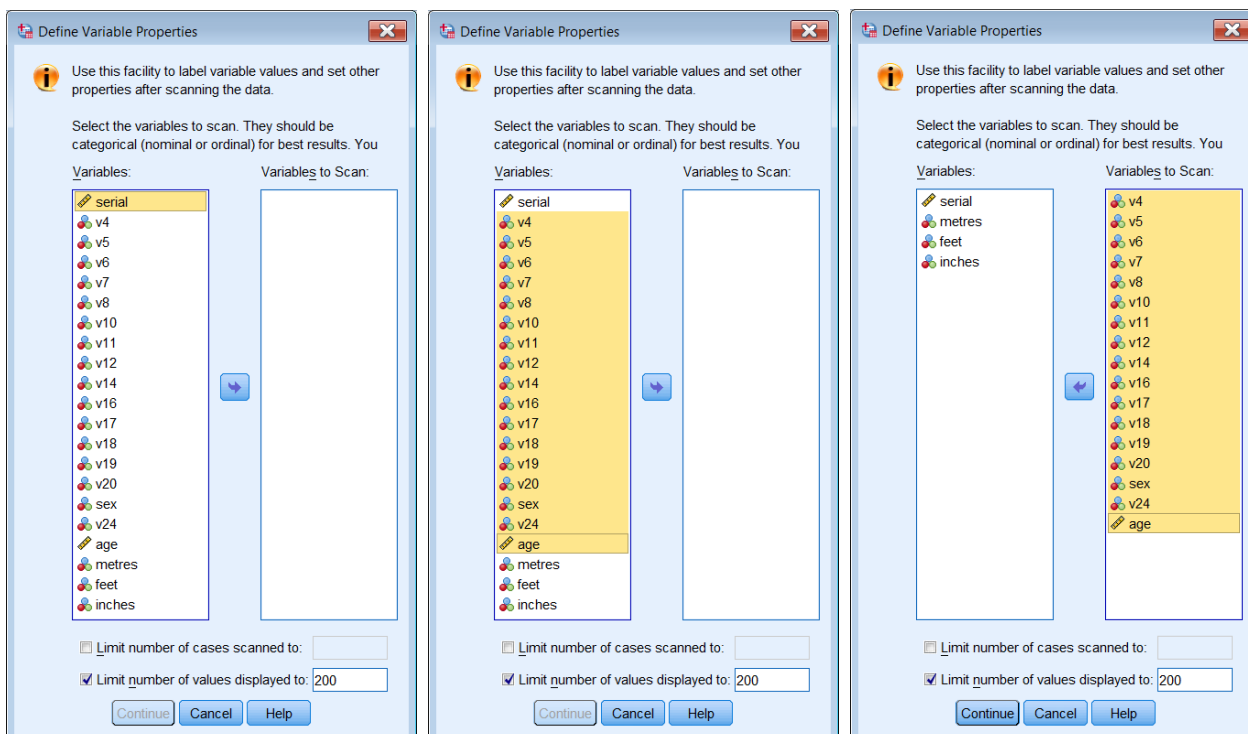 Define Variable Properties
Use this facility to label variable values and set other
properties after scanning the data.
Select the variables to scan. They should be
categorical (nominal or ordinal) for best results. You
Variables:
Variables to Scan:
serial
v4
v5
v6
v7
v8
v10
v11
v12
v14
v16
v17
v18
v19
v20
sex
v24
age
metres
feet
inches
Limit number of cases scanned to:
Limit number of values displayed to: 200
Continue Cancel Help
Define Variable Properties
Use this facility to label variable values and set other
properties after scanning the data.
Select the variables to scan. They should be
categorical (nominal or ordinal) for best results. You
Variables:
Variables to Scan:
serial
v4
v5
v6
v7
v8
v10
v11
v12
v14
v16
v17
v18
v19
v20
sex
v24
age
metres
feet
inches
Limit number of cases scanned to:
Limit number of values displayed to: 200
Continue Cancel Help
Define Variable Properties
Use this facility to label variable values and set other
properties after scanning the data.
Select the variables to scan. They should be
categorical (nominal or ordinal) for best results. You
Variables:
Variables to Scan:
serial
metres
feet
inches
v4
v5
v6
v7
v8
v10
v11
v12
v14
v16
v17
v18
v19
v20
sex
v24
age
Limit number of cases scanned to:
Limit number of values displayed to: 200
Continue Cancel Help